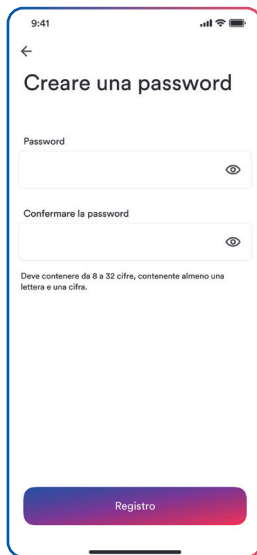 9:41
Creare una password
Password
Confermare la password
Deve contenere da 8 a 32 cifre, contenente almeno una
lettera e una cifra.
Registro